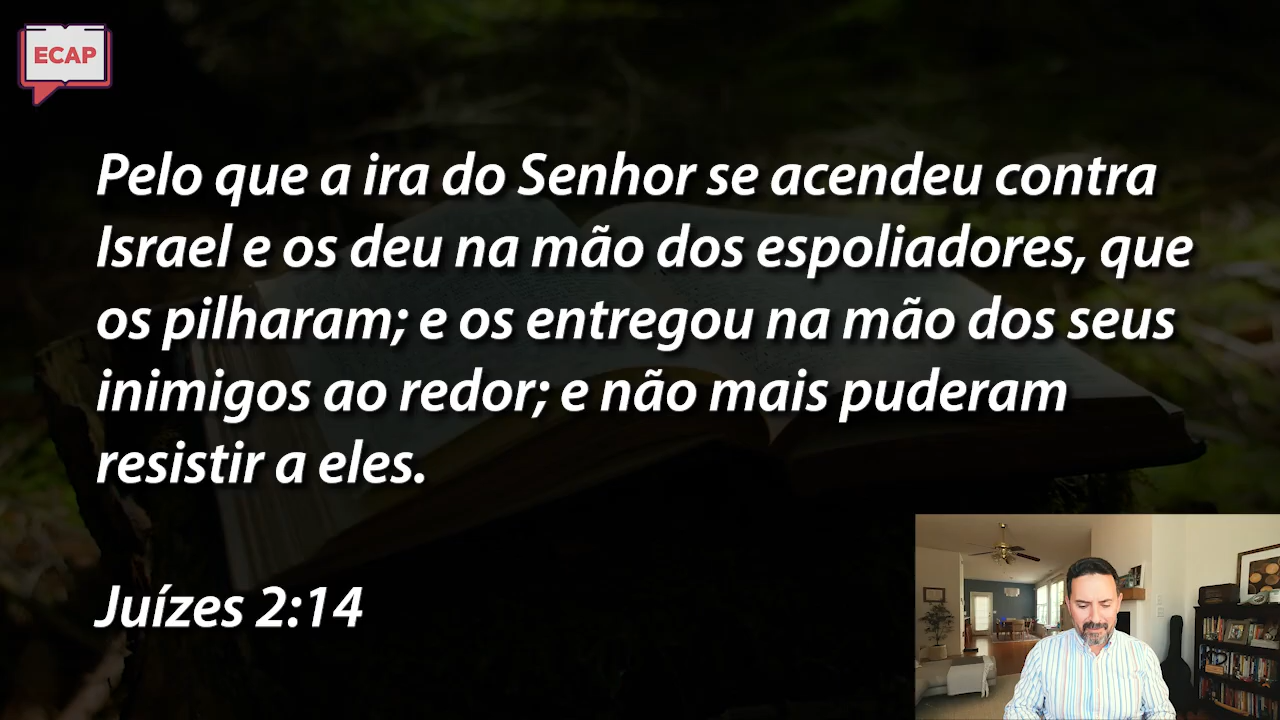 ECAP
Pelo que a ira do Senhor se acendeu contra
Israel e os deu na mão dos espoliadores, que
os pilharam; e os entregou na mão dos seus
inimigos ao redor; e não mais puderam
resistir a eles.
Juízes 2:14